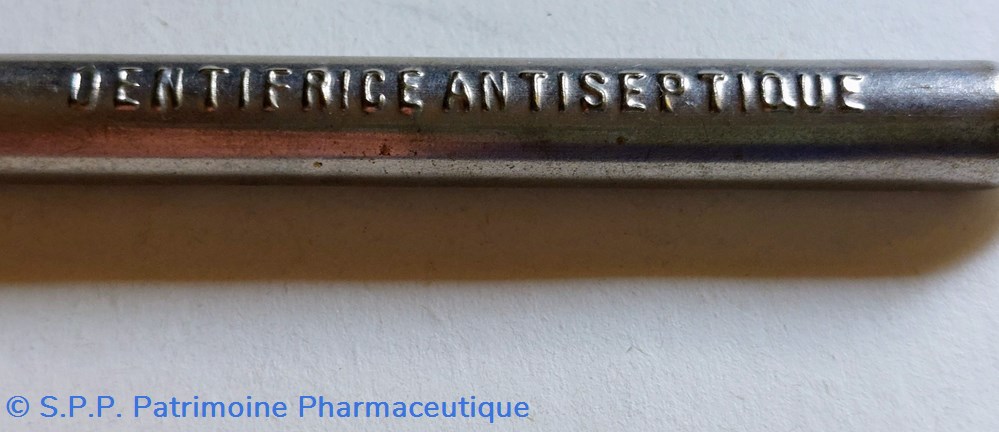 DENTIFRICE ANTISEPTIQUE
© S.P.P. Patrimoine Pharmaceutique